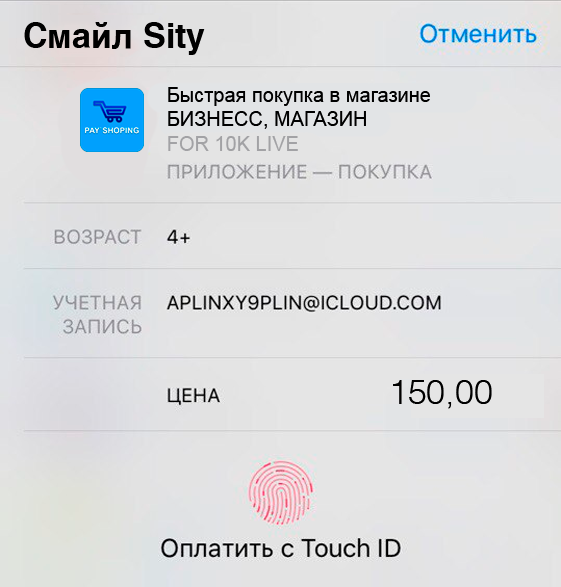 Смайл Sity
Отменить
Быстрая покупка в магазине
БИЗНЕСС, МАГАЗИН
FOR 10K LIVE
ПРИЛОЖЕНИЕ — ПОКУПКА
PAY SHOPING
ВОЗРАСТ
4+
УЧЕТНАЯ
ЗАПИСЬ
APLINXY9PLIN@ICLOUD.COM
ЦЕНА
150,00
Оплатить с Touch ID